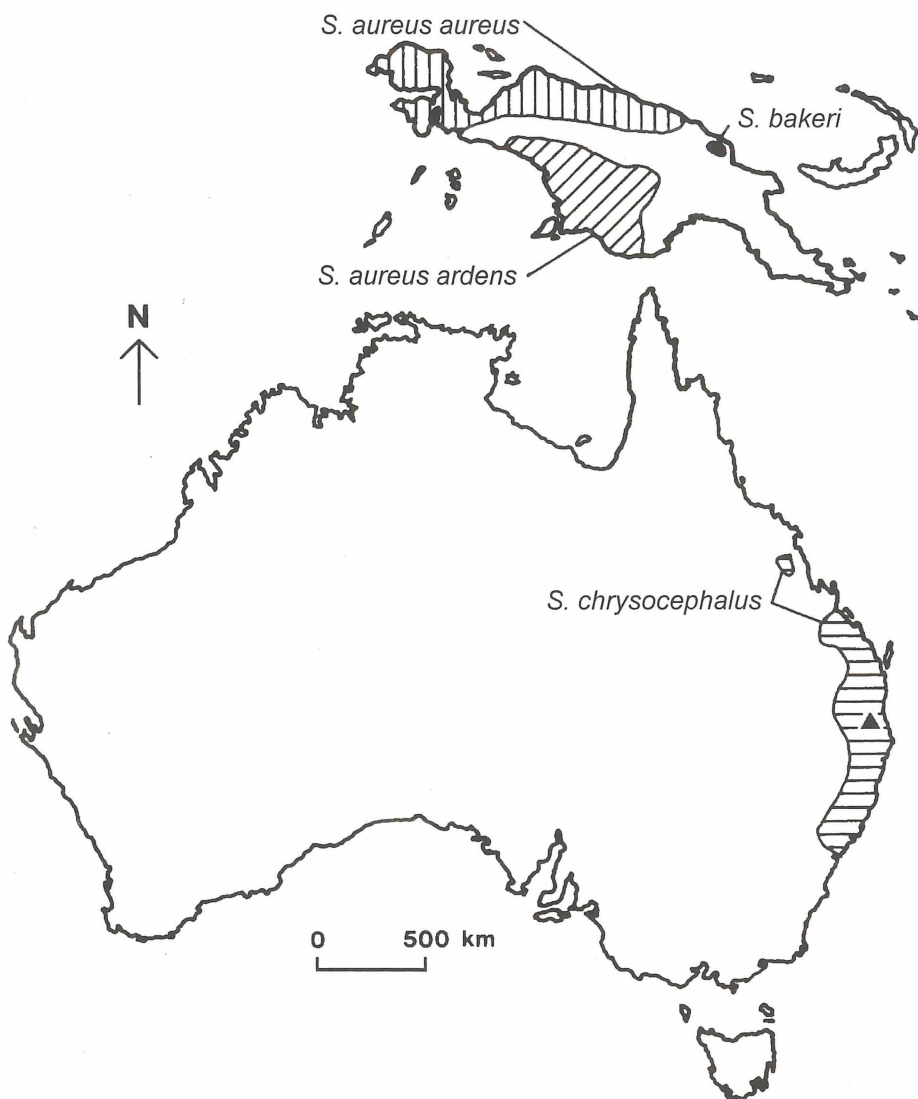 S. aureus aureus
S. bakeri
S. aureus ardens
N
S. chrysocephalus
0 500 km